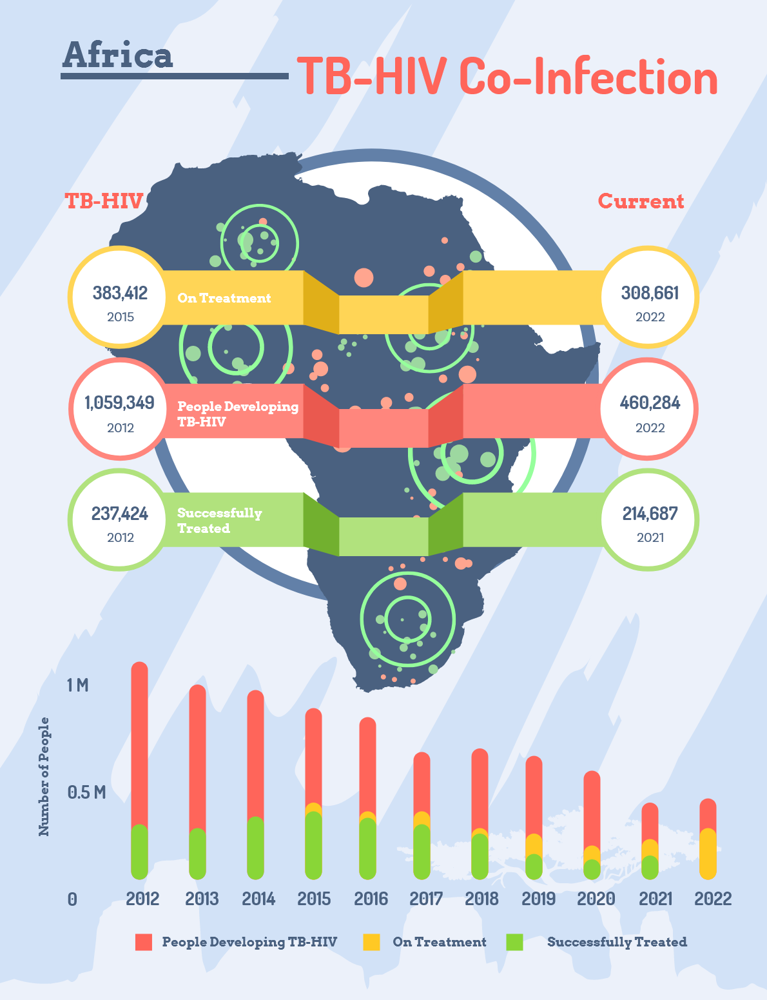 Africa
TB-HIV Co-Infection
TB-HIV
Current
383,412
2015
On Treatment
308,661
2022
1,059,349
2012
People Developing
TB-HIV
460,284
2022
237,424
2012
Successfully
Treated
214,687
2021
Number of People
1 M
0.5 M
0
2012 2013 2014 2015 2016 2017 2018 2019 2020 2021 2022
People Developing TB-HIV On Treatment Successfully Treated